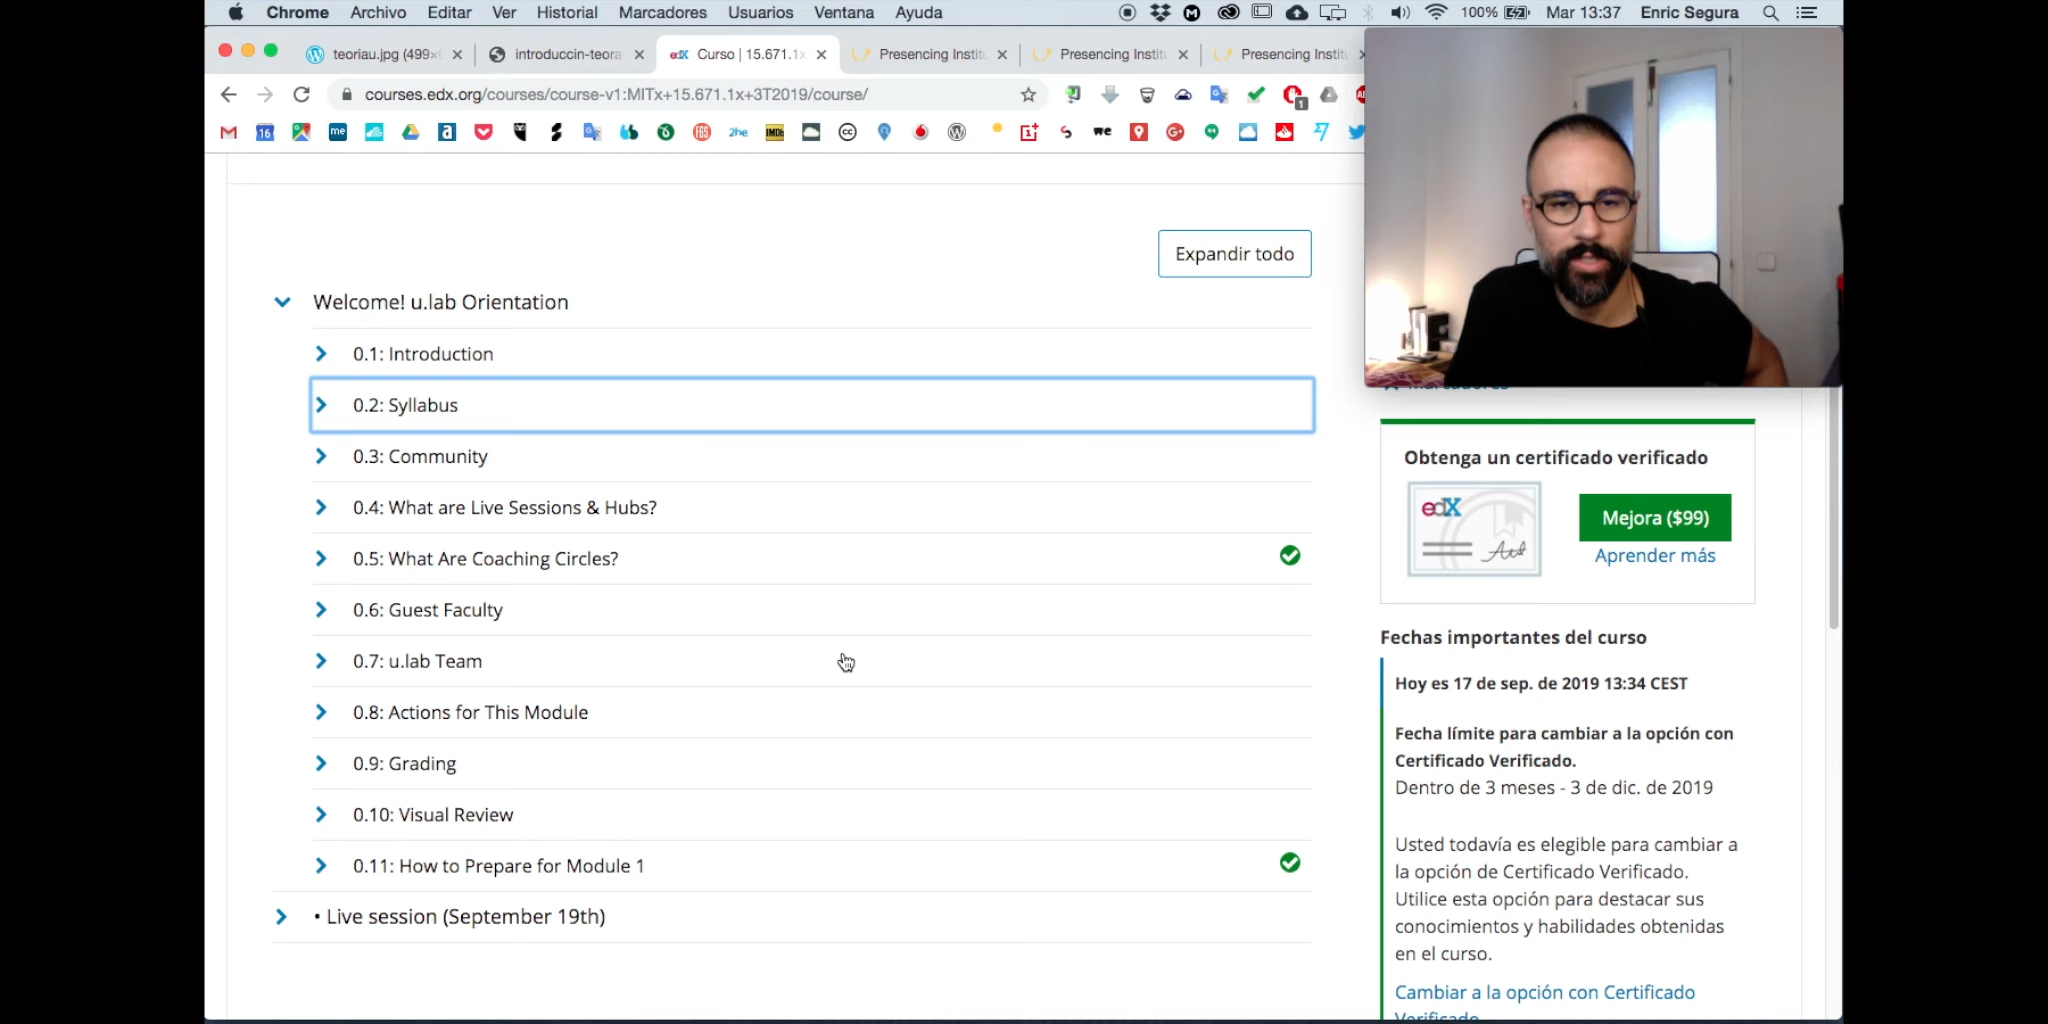 Chrome Archivo Editar Ver Historial Marcadores Usuarios Ventana Ayuda 100% Mar 13:37 Enric Segura
teoriau.jpg (499× introduccin-teora edX Curso | 15.671.1x Presencing Institu Presencing Institu Presencing Institu
courses.edx.org/courses/course-v1:MITx+15.671.1x+3T2019/course/
Expandir todo
Welcome! u.lab Orientation
0.1: Introduction
0.2: Syllabus
0.3: Community
0.4: What are Live Sessions & Hubs?
0.5: What Are Coaching Circles?
0.6: Guest Faculty
0.7: u.lab Team
0.8: Actions for This Module
0.9: Grading
0.10: Visual Review
0.11: How to Prepare for Module 1
• Live session (September 19th)
Obtenga un certificado verificado
edX
Mejora ($99)
Aprender más
Fechas importantes del curso
Hoy es 17 de sep. de 2019 13:34 CEST
Fecha límite para cambiar a la opción con
Certificado Verificado.
Dentro de 3 meses - 3 de dic. de 2019
Usted todavía es elegible para cambiar a
la opción de Certificado Verificado.
Utilice esta opción para destacar sus
conocimientos y habilidades obtenidas
en el curso.
Cambiar a la opción con Certificado
Verificado